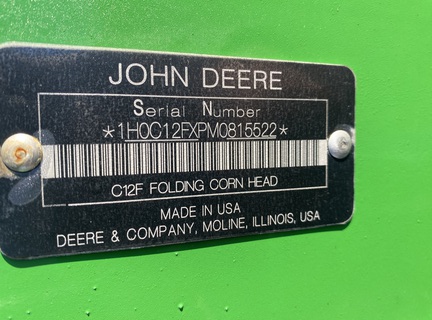 JOHN DEERE
Serial Number
*1H0C12FXPM0815522*
C12F FOLDING CORN HEAD
MADE IN USA
DEERE & COMPANY, MOLINE, ILLINOIS, USA